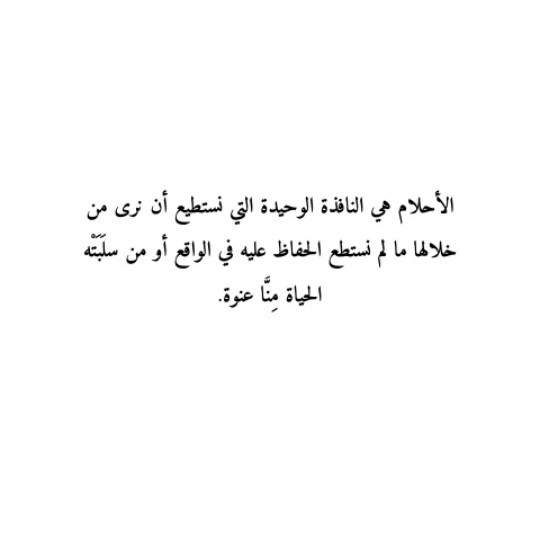 الأحلام هي النافذة الوحيدة التي نستطيع أن نرى من
خلالها ما لم نستطع الحفاظ عليه في الواقع أو من سلَبَتْه
الحياة مِنَّا عنوة.